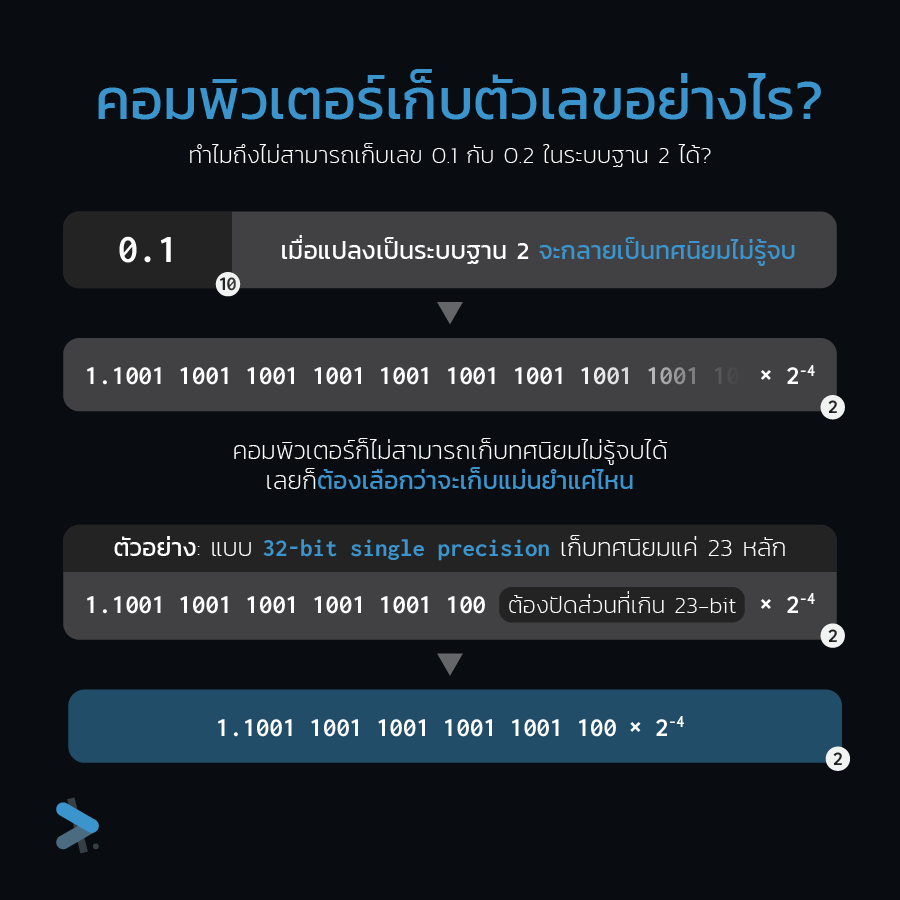 คอมพิวเตอร์เก็บตัวเลขอย่างไร?
ทำไมถึงไม่สามารถเก็บเลข 0.1 กับ 0.2 ในระบบฐาน 2 ได้?
0.1 เมื่อแปลงเป็นระบบฐาน 2 จะกลายเป็นทศนิยมไม่รู้จบ
10
1.1001 1001 1001 1001 1001 1001 1001 1001 1001 10 × 2⁻⁴
2
คอมพิวเตอร์ก็ไม่สามารถเก็บทศนิยมไม่รู้จบได้
เลยก็ต้องเลือกว่าจะเก็บแม่นยำแค่ไหน
ตัวอย่าง: แบบ 32-bit single precision เก็บทศนิยมแค่ 23 หลัก
1.1001 1001 1001 1001 1001 100 ต้องปัดส่วนที่เกิน 23-bit × 2⁻⁴
2
1.1001 1001 1001 1001 1001 100 × 2⁻⁴
2